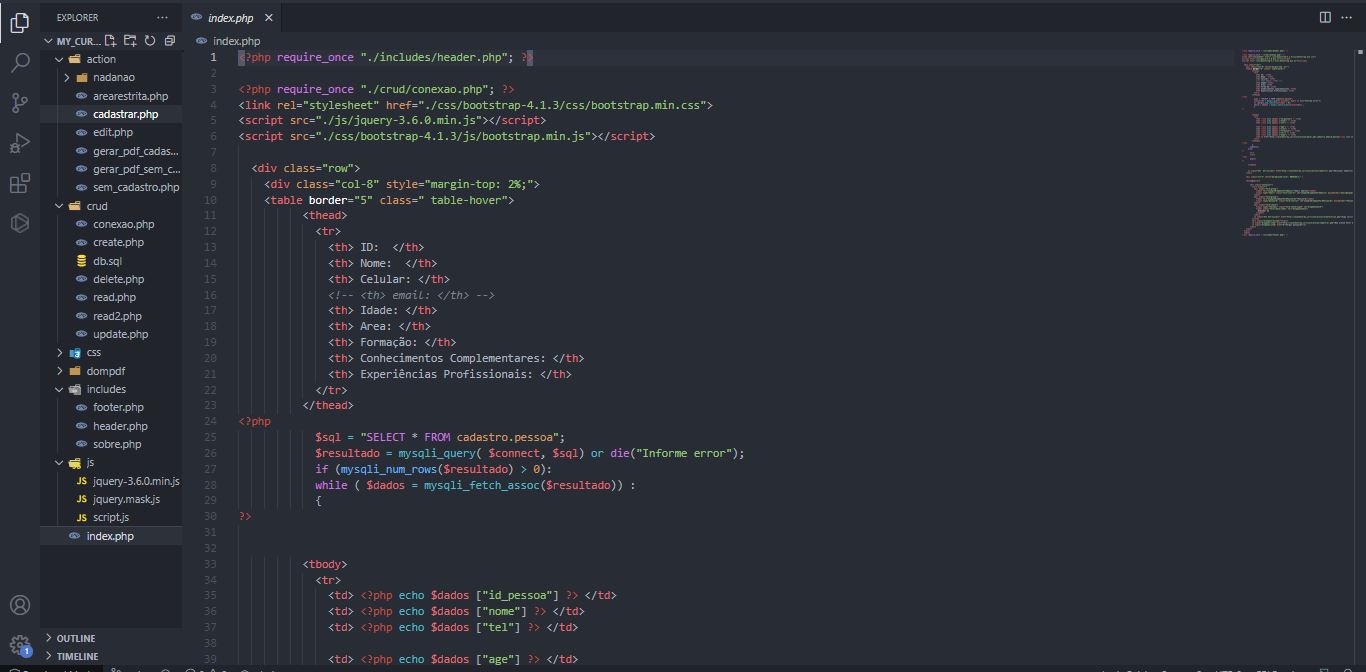 EXPLORER
MY_CUR...
action
nadanao
arearestrita.php
cadastrar.php
edit.php
gerar_pdf_cadas...
gerar_pdf_sem_c...
sem_cadastro.php
crud
conexao.php
create.php
db.sql
delete.php
read.php
read2.php
update.php
css
dompdf
includes
footer.php
header.php
sobre.php
js
JS jquery-3.6.0.min.js
JS jquery.mask.js
JS script.js
index.php
OUTLINE
TIMELINE
1
index.php
index.php
1 <?php require_once "./includes/header.php"; ?>
2
3 <?php require_once "./crud/conexao.php"; ?>
4 <link rel="stylesheet" href="./css/bootstrap-4.1.3/css/bootstrap.min.css">
5 <script src="./js/jquery-3.6.0.min.js"></script>
6 <script src="./css/bootstrap-4.1.3/js/bootstrap.min.js"></script>
7
8 <div class="row">
9 <div class="col-8" style="margin-top: 2%;">
10 <table border="5" class=" table-hover">
11 <thead>
12 <tr>
13 <th> ID:  </th>
14 <th> Nome:  </th>
15 <th> Celular: </th>
16 <!-- <th> email: </th> -->
17 <th> Idade: </th>
18 <th> Area: </th>
19 <th> Formação: </th>
20 <th> Conhecimentos Complementares: </th>
21 <th> Experiências Profissionais: </th>
22 </tr>
23 </thead>
24 <?php
25 $sql = "SELECT * FROM cadastro.pessoa";
26 $resultado = mysqli_query( $connect, $sql) or die("Informe error");
27 if (mysqli_num_rows($resultado) > 0):
28 while ( $dados = mysqli_fetch_assoc($resultado)) :
29 {
30 ?>
31
32
33 <tbody>
34 <tr>
35 <td> <?php echo $dados ["id_pessoa"] ?> </td>
36 <td> <?php echo $dados ["nome"] ?> </td>
37 <td> <?php echo $dados ["tel"] ?> </td>
38
39 <td> <?php echo $dados ["age"] ?> </td>